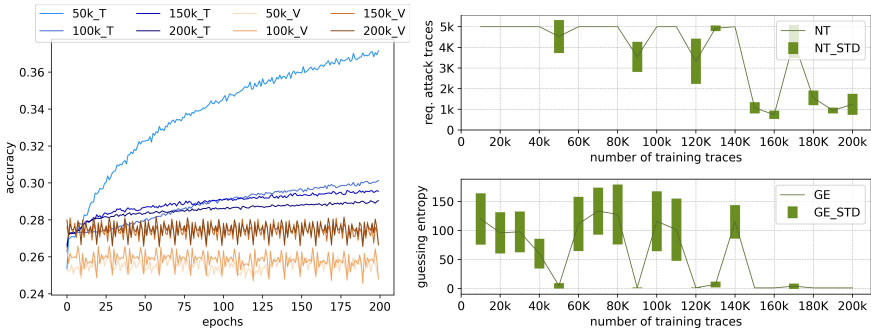 50k_T 150k_T 50k_V 150k_V
100k_T 200k_T 100k_V 200k_V
accuracy
0.36
0.34
0.32
0.30
0.28
0.26
0.24
0 25 50 75 100 125 150 175 200
epochs
req. attack traces
5k
4k
3K
2k
1k
0
NT
NT_STD
0 20k 40k 60k 80k 100k 120k 140k 160k 180k 200k
number of training traces
guessing entropy
150
100
50
0
GE
GE_STD
0 20k 40k 60k 80k 100k 120k 140k 160k 180k 200k
number of training traces